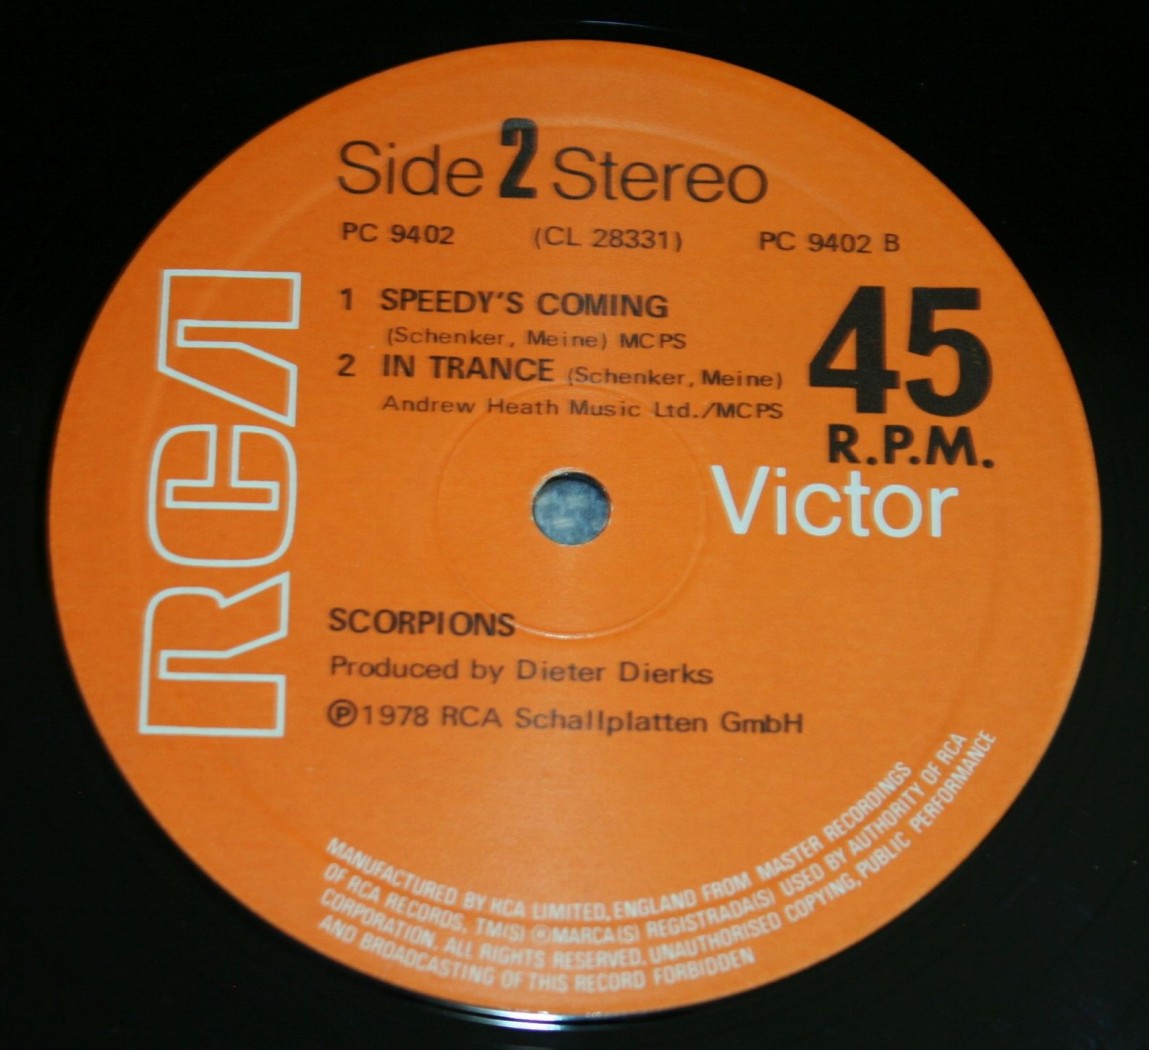 Side 2 Stereo
PC 9402 (CL 28331) PC 9402 B
1 SPEEDY'S COMING
(Schenker, Meine) MCPS
2 IN TRANCE (Schenker, Meine)
Andrew Heath Music Ltd./MCPS
45
R.P.M.
RCA
Victor
SCORPIONS
Produced by Dieter Dierks
Ⓟ1978 RCA Schallplatten GmbH
MANUFACTURED BY RCA LIMITED, ENGLAND FROM MASTER RECORDINGS
OF RCA RECORDS, TM(S) ®MARCA(S) REGISTRADA(S) USED BY AUTHORITY OF RCA
CORPORATION. ALL RIGHTS RESERVED. UNAUTHORISED COPYING, PUBLIC PERFORMANCE
AND BROADCASTING OF THIS RECORD FORBIDDEN